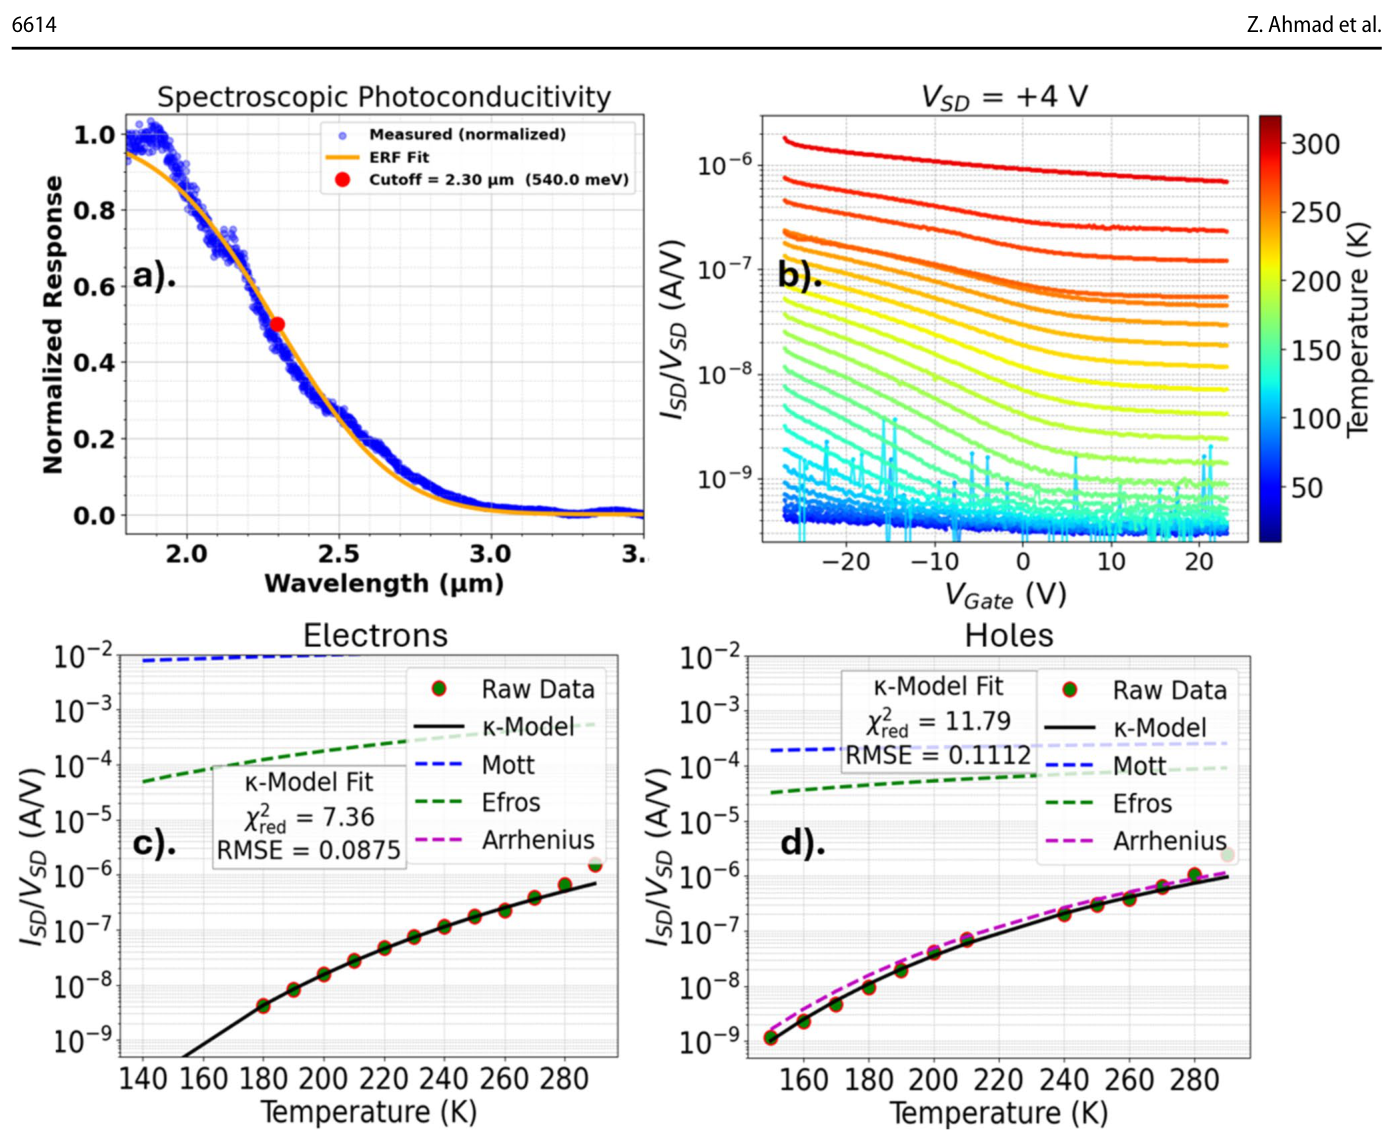 6614
Z. Ahmad et al.
Spectroscopic Photoconducitivity
Normalized Response
1.0
0.8
0.6
0.4
0.2
0.0
Measured (normalized)
ERF Fit
Cutoff = 2.30 μm (540.0 meV)
a).
2.0
2.5
3.0
3.
Wavelength (μm)
V_SD = +4 V
I_SD/V_SD (A/V)
10⁻⁶
10⁻⁷
10⁻⁸
10⁻⁹
b).
−20
−10
0
10
20
V_Gate (V)
300
250
200
150
100
50
Temperature (K)
Electrons
I_SD/V_SD (A/V)
10⁻²
10⁻³
10⁻⁴
10⁻⁵
10⁻⁶
10⁻⁷
10⁻⁸
10⁻⁹
Raw Data
κ-Model
Mott
Efros
Arrhenius
κ-Model Fit
χ²_red = 7.36
RMSE = 0.0875
c).
140 160 180 200 220 240 260 280
Temperature (K)
Holes
I_SD/V_SD (A/V)
10⁻²
10⁻³
10⁻⁴
10⁻⁵
10⁻⁶
10⁻⁷
10⁻⁸
10⁻⁹
κ-Model Fit
χ²_red = 11.79
RMSE = 0.1112
Raw Data
κ-Model
Mott
Efros
Arrhenius
d).
160 180 200 220 240 260 280
Temperature (K)